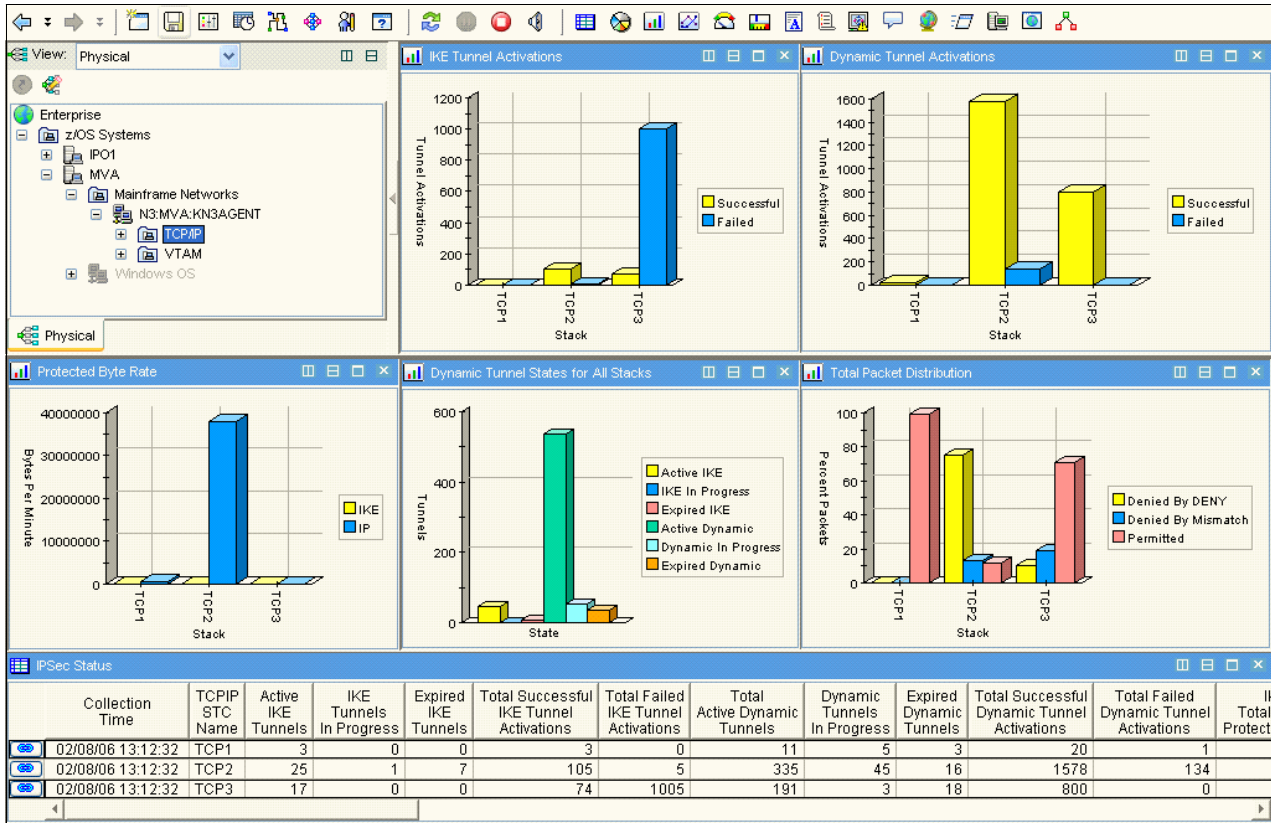 View: Physical
Enterprise
z/OS Systems
IPO1
MVA
Mainframe Networks
N3:MVA:KN3AGENT
TCP/IP
VTAM
Windows OS
Physical
IKE Tunnel Activations
1200
1000
800
600
400
200
0
Tunnel Activations
TCP1
TCP2
TCP3
Stack
Successful
Failed
Dynamic Tunnel Activations
1600
1400
1200
1000
800
600
400
200
0
Tunnel Activations
TCP1
TCP2
TCP3
Stack
Successful
Failed
Protected Byte Rate
40000000
30000000
20000000
10000000
0
Bytes Per Minute
TCP1
TCP2
TCP3
Stack
IKE
IP
Dynamic Tunnel States for All Stacks
600
400
200
0
Tunnels
State
Active IKE
IKE In Progress
Expired IKE
Active Dynamic
Dynamic In Progress
Expired Dynamic
Total Packet Distribution
100
80
60
40
20
0
Percent Packets
TCP1
TCP2
TCP3
Stack
Denied By DENY
Denied By Mismatch
Permitted
IPSec Status
Collection Time TCPIP STC Name Active IKE Tunnels IKE Tunnels In Progress Expired IKE Tunnels Total Successful IKE Tunnel Activations Total Failed IKE Tunnel Activations Total Active Dynamic Tunnels Dynamic Tunnels In Progress Expired Dynamic Tunnels Total Successful Dynamic Tunnel Activations Total Failed Dynamic Tunnel Activations Total
02/08/06 13:12:32 TCP1 3 0 0 3 0 11 5 3 20 1
02/08/06 13:12:32 TCP2 25 1 7 105 5 335 45 16 1578 134
02/08/06 13:12:32 TCP3 17 0 0 74 1005 191 3 18 800 0